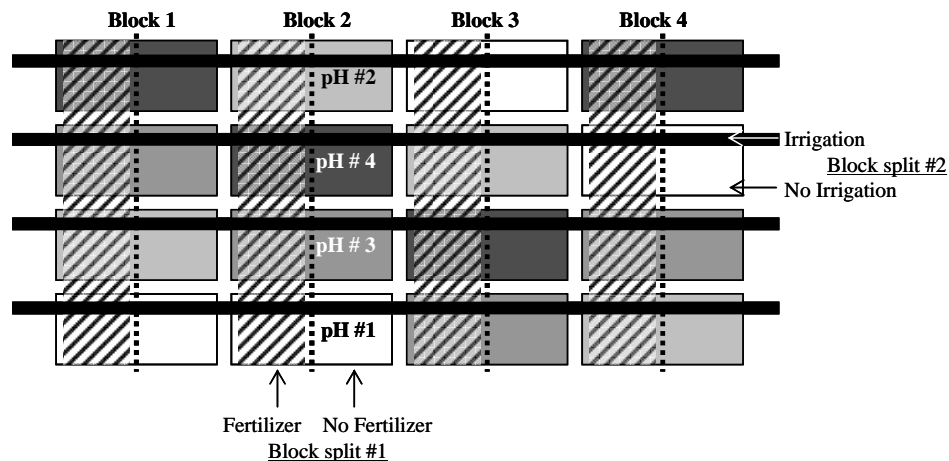 Block 1
Block 2
Block 3
Block 4
pH #2
Irrigation
pH # 4
Block split #2
No Irrigation
pH # 3
pH #1
Fertilizer
No Fertilizer
Block split #1